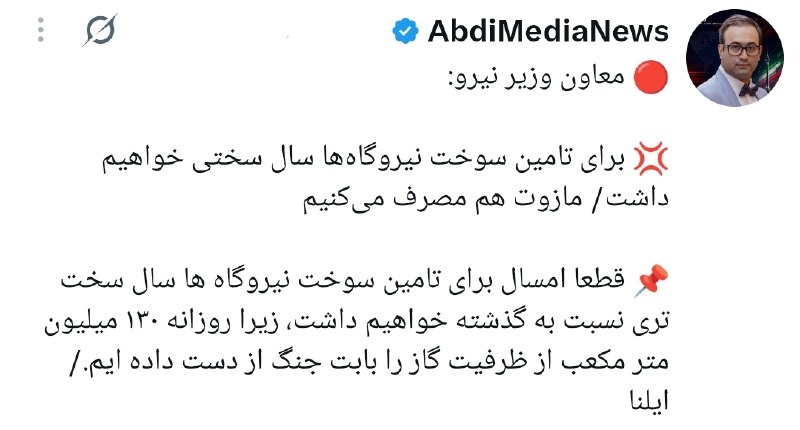 AbdiMediaNews
🔴 معاون وزیر نیرو:
💢 برای تامین سوخت نیروگاه‌ها سال سختی خواهیم
داشت/ مازوت هم مصرف می‌کنیم
📌 قطعا امسال برای تامین سوخت نیروگاه ها سال سخت
تری نسبت به گذشته خواهیم داشت، زیرا روزانه ۱۳۰ میلیون
متر مکعب از ظرفیت گاز را بابت جنگ از دست داده ایم./
ایلنا